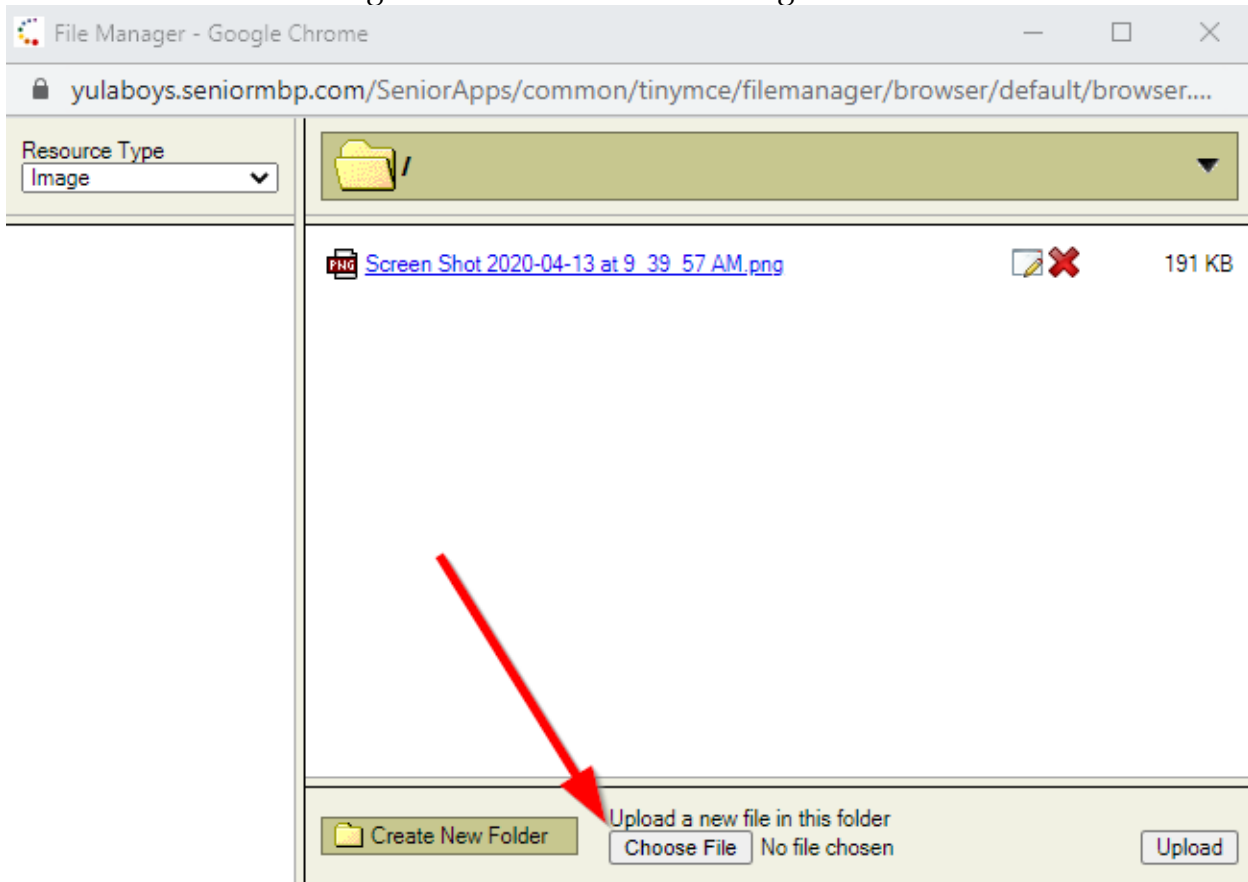 File Manager - Google Chrome
yulaboys.seniormbp.com/SeniorApps/common/tinymce/filemanager/browser/default/browser....
Resource Type
Image
/
PNG Screen Shot 2020-04-13 at 9_39_57 AM.png 191 KB
Upload a new file in this folder
Create New Folder Choose File No file chosen Upload